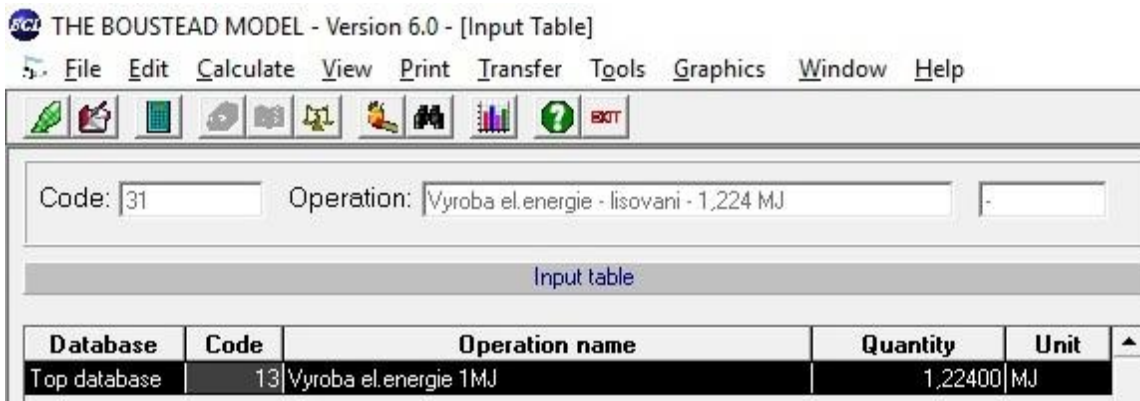 BCL THE BOUSTEAD MODEL - Version 6.0 - [Input Table]
File Edit Calculate View Print Transfer Tools Graphics Window Help
EXIT
Code: 31 Operation: Vyroba el.energie - lisovani - 1,224 MJ -
Input table
Database Code Operation name Quantity Unit
Top database 13 Vyroba el.energie 1MJ 1,22400 MJ